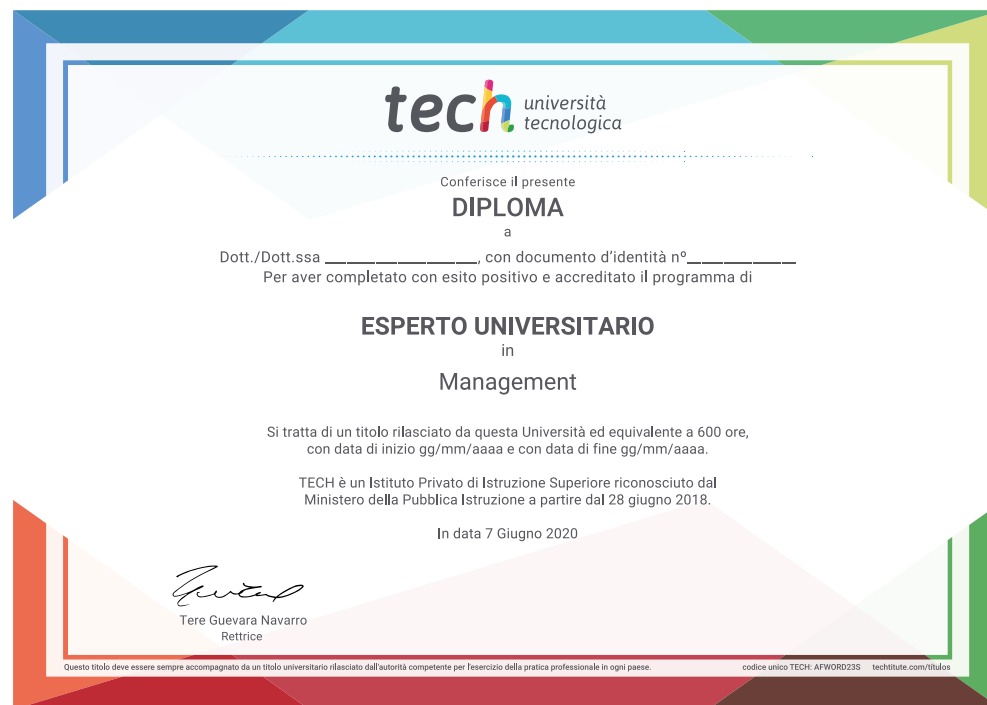 tech università
tecnologica
Conferisce il presente
DIPLOMA
a
Dott./Dott.ssa ____________________, con documento d'identità nº______________
Per aver completato con esito positivo e accreditato il programma di
ESPERTO UNIVERSITARIO
in
Management
Si tratta di un titolo rilasciato da questa Università ed equivalente a 600 ore,
con data di inizio gg/mm/aaaa e con data di fine gg/mm/aaaa.
TECH è un Istituto Privato di Istruzione Superiore riconosciuto dal
Ministero della Pubblica Istruzione a partire dal 28 giugno 2018.
In data 7 Giugno 2020
Tere Guevara Navarro
Rettrice
Questo titolo deve essere sempre accompagnato da un titolo universitario rilasciato dall'autorità competente per l'esercizio della pratica professionale in ogni paese. codice unico TECH: AFWORD23S techtitute.com/títulos